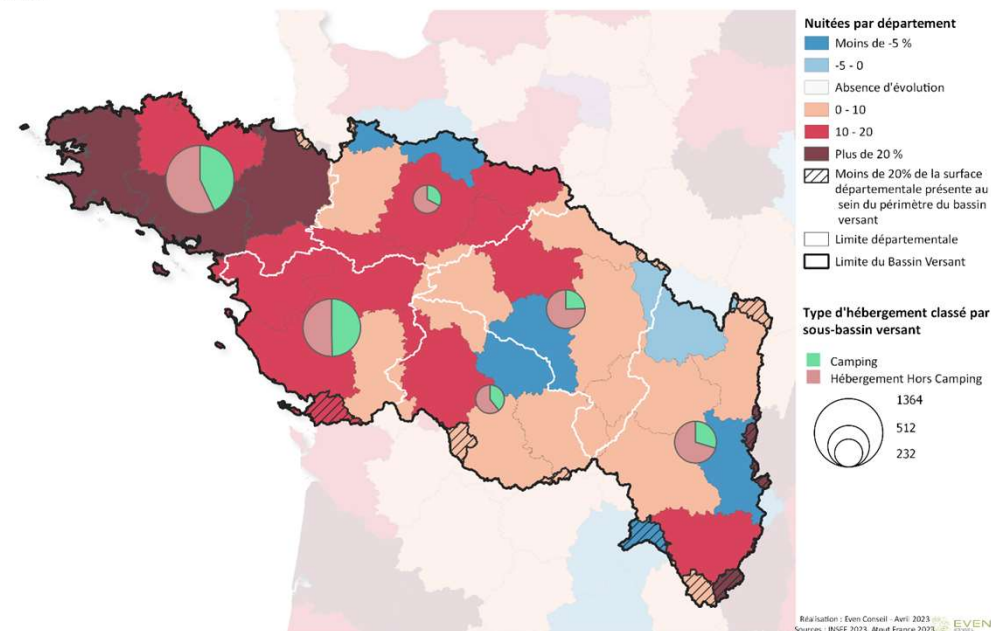 Nuitées par département
Moins de -5 %
-5 - 0
Absence d'évolution
0 - 10
10 - 20
Plus de 20 %
Moins de 20% de la surface
départementale présente au
sein du périmètre du bassin
versant
Limite départementale
Limite du Bassin Versant
Type d'hébergement classé par
sous-bassin versant
Camping
Hébergement Hors Camping
1364
512
232
Réalisation : Even Conseil - Avril 2023
Sources : INSEE 2023, Atout France 2023
EVEN